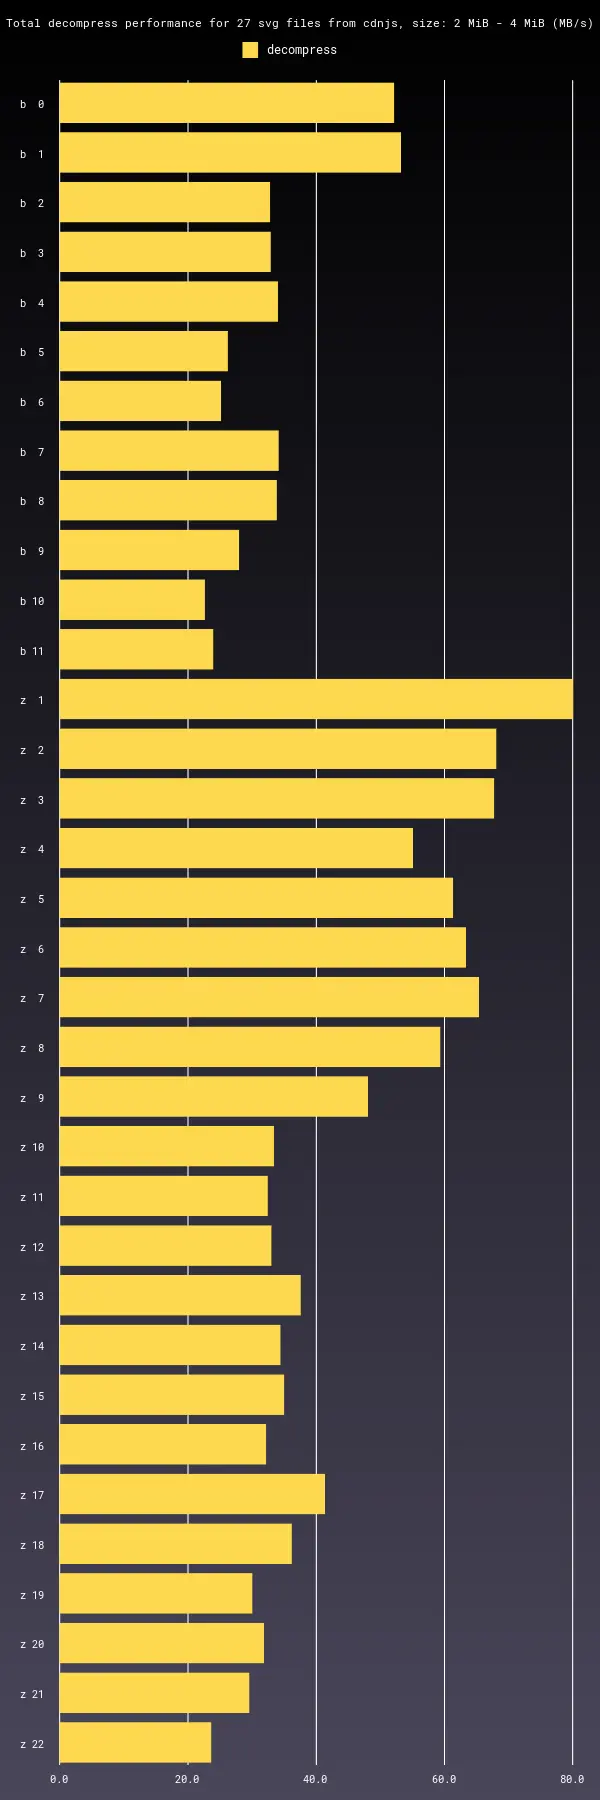 Total decompress performance for 27 svg files from cdnjs, size: 2 MiB - 4 MiB (MB/s)
decompress
b  0
b  1
b  2
b  3
b  4
b  5
b  6
b  7
b  8
b  9
b 10
b 11
z  1
z  2
z  3
z  4
z  5
z  6
z  7
z  8
z  9
z 10
z 11
z 12
z 13
z 14
z 15
z 16
z 17
z 18
z 19
z 20
z 21
z 22
0.0 20.0 40.0 60.0 80.0